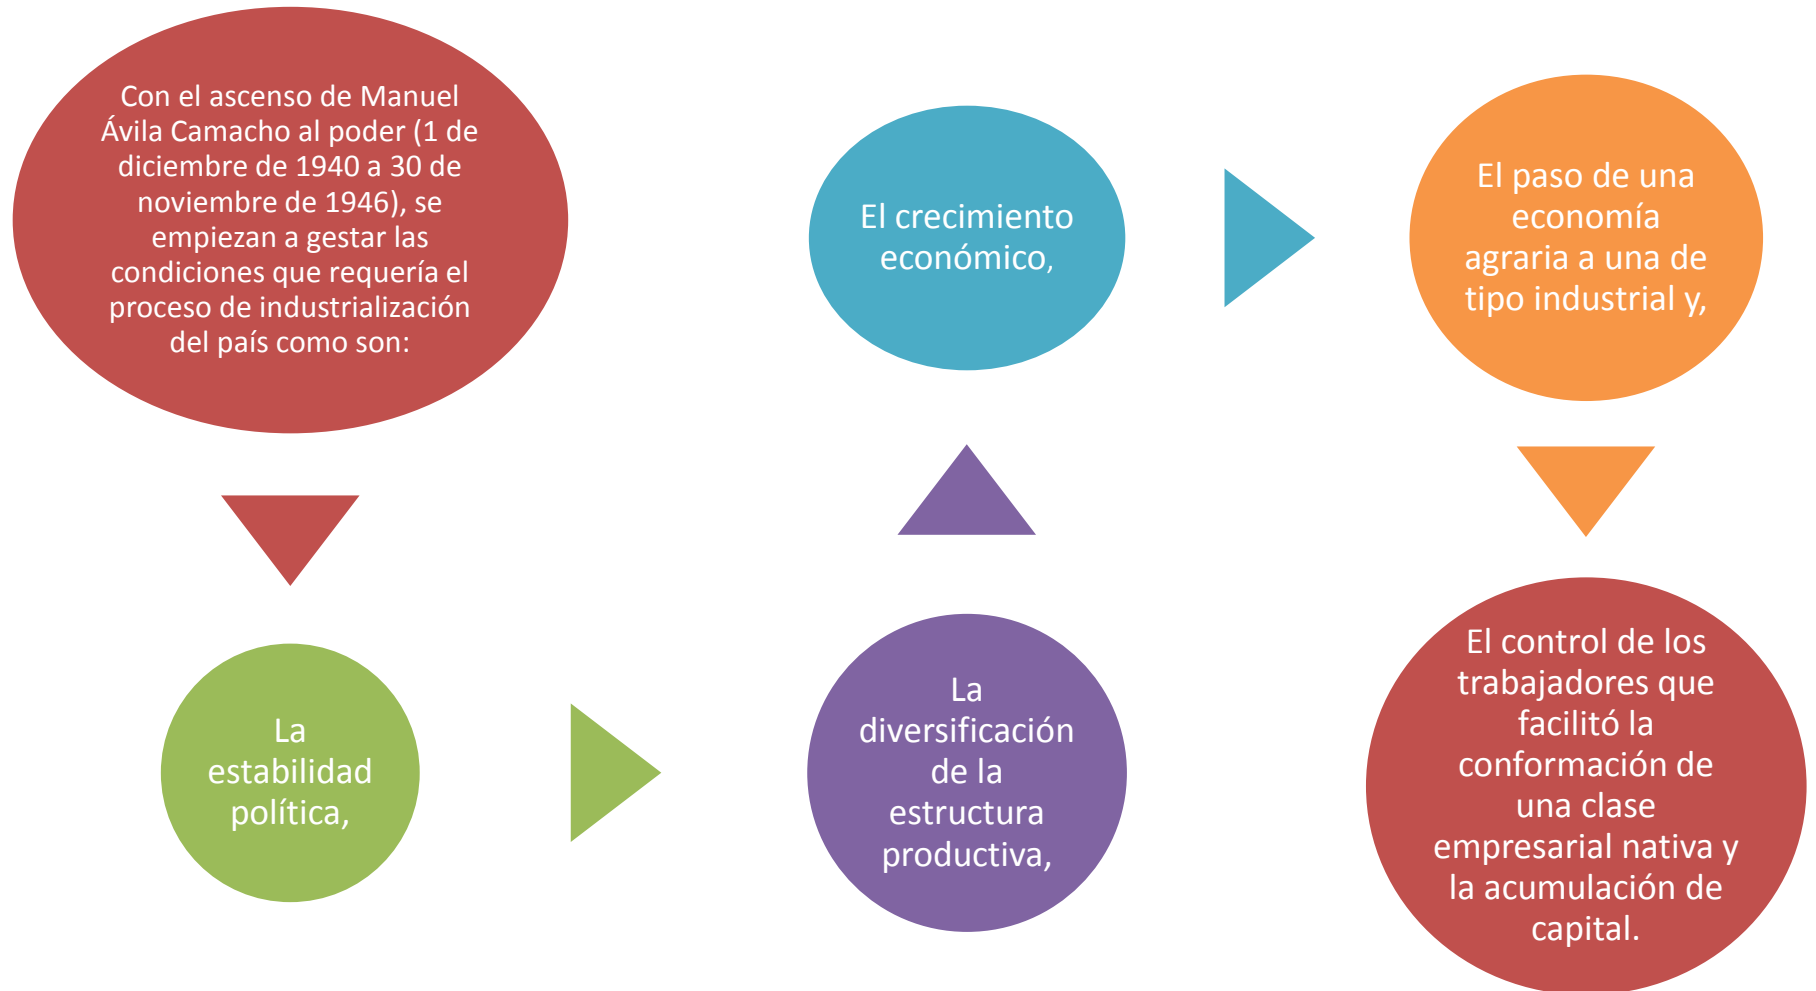 Con el ascenso de Manuel
Ávila Camacho al poder (1 de
diciembre de 1940 a 30 de
noviembre de 1946), se
empiezan a gestar las
condiciones que requería el
proceso de industrialización
del país como son:
La
estabilidad
política,
La
diversificación
de la
estructura
productiva,
El crecimiento
económico,
El paso de una
economía
agraria a una de
tipo industrial y,
El control de los
trabajadores que
facilitó la
conformación de
una clase
empresarial nativa y
la acumulación de
capital.